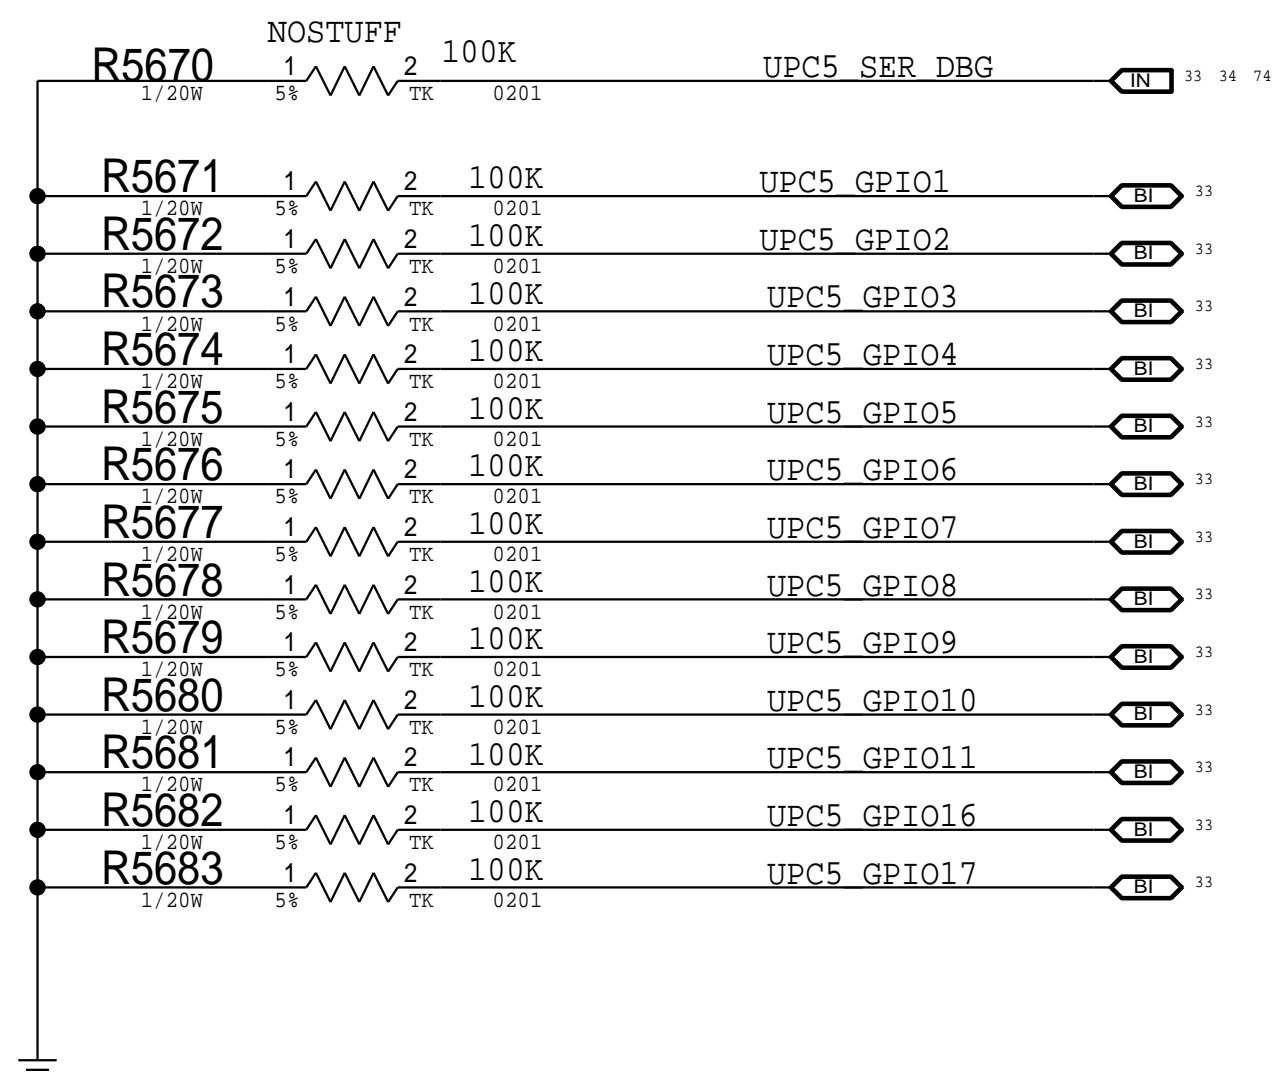 NOSTUFF
R5670 1 2 100K UPC5_SER_DBG IN 33 34 74
1/20W 5% TK 0201
R5671 1 2 100K UPC5_GPIO1 BI 33
1/20W 5% TK 0201
R5672 1 2 100K UPC5_GPIO2 BI 33
1/20W 5% TK 0201
R5673 1 2 100K UPC5_GPIO3 BI 33
1/20W 5% TK 0201
R5674 1 2 100K UPC5_GPIO4 BI 33
1/20W 5% TK 0201
R5675 1 2 100K UPC5_GPIO5 BI 33
1/20W 5% TK 0201
R5676 1 2 100K UPC5_GPIO6 BI 33
1/20W 5% TK 0201
R5677 1 2 100K UPC5_GPIO7 BI 33
1/20W 5% TK 0201
R5678 1 2 100K UPC5_GPIO8 BI 33
1/20W 5% TK 0201
R5679 1 2 100K UPC5_GPIO9 BI 33
1/20W 5% TK 0201
R5680 1 2 100K UPC5_GPIO10 BI 33
1/20W 5% TK 0201
R5681 1 2 100K UPC5_GPIO11 BI 33
1/20W 5% TK 0201
R5682 1 2 100K UPC5_GPIO16 BI 33
1/20W 5% TK 0201
R5683 1 2 100K UPC5_GPIO17 BI 33
1/20W 5% TK 0201